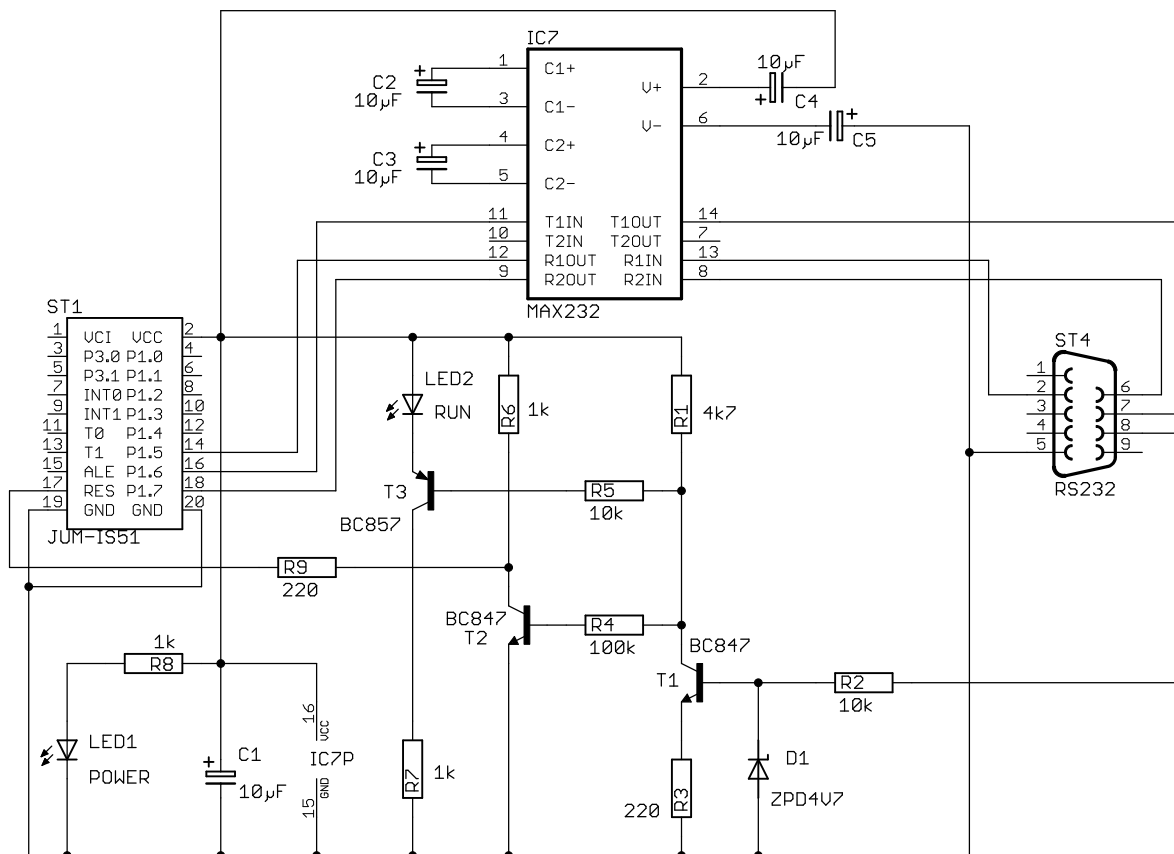 IC7
1 C1+
3 C1-
4 C2+
5 C2-
11 T1IN
10 T2IN
12 R1OUT
9 R2OUT
V+ 2
V- 6
T1OUT 14
T2OUT 7
R1IN 13
R2IN 8
MAX232
C2
10µF
C3
10µF
10µF
C4
10µF
C5
ST1
1 VCI VCC 2
3 P3.0 P1.0 4
5 P3.1 P1.1 6
7 INT0 P1.2 8
9 INT1 P1.3 10
11 T0 P1.4 12
13 T1 P1.5 14
15 ALE P1.6 16
17 RES P1.7 18
19 GND GND 20
JUM-IS51
LED2
RUN
R6
1k
R1
4k7
T3
BC857
R5
10k
ST4
1
2
3
4
5
6
7
8
9
RS232
R9
220
BC847
T2
R4
100k
BC847
T1
R2
10k
1k
R8
LED1
POWER
C1
10µF
16 VCC
IC7P
15 GND
R7
1k
220
R3
D1
ZPD4V7